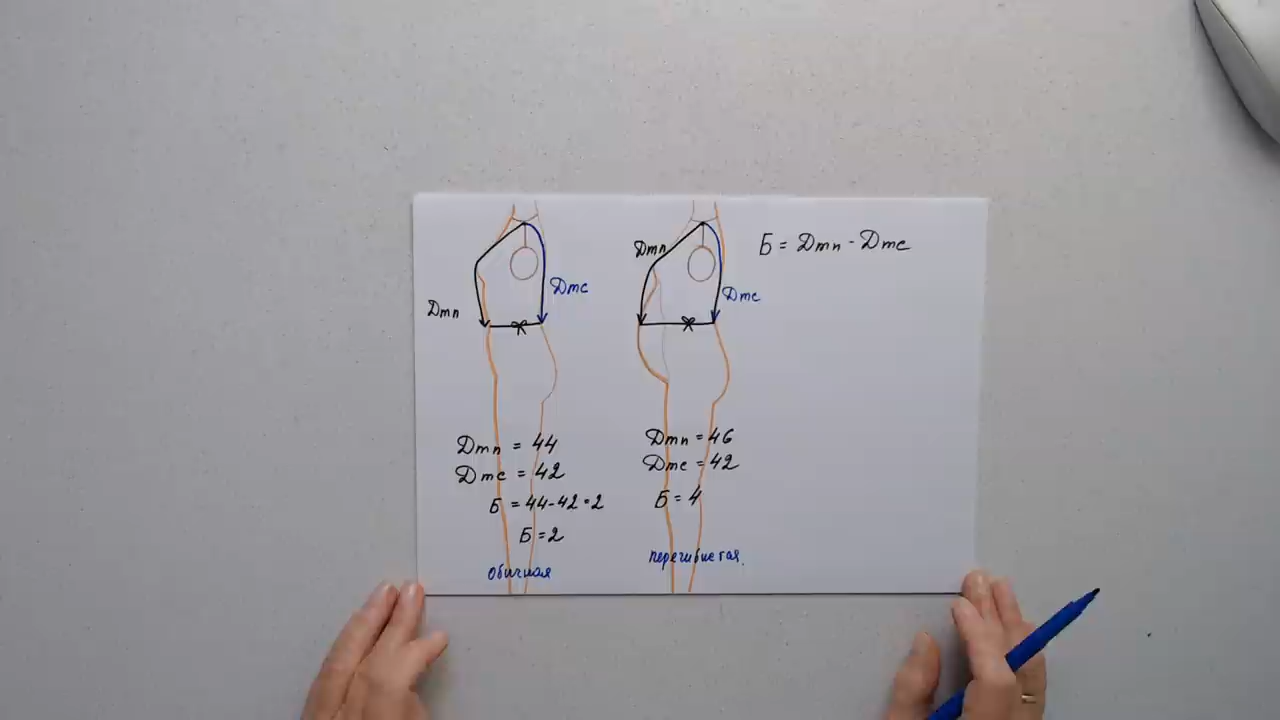 Дтп
Дтс
Дтп = 44
Дтс = 42
Б = 44-42=2
Б = 2
обычная
Дтп
Дтс
Дтп = 46
Дтс = 42
Б = 4
перегибистая.
Б = Дтп - Дтс